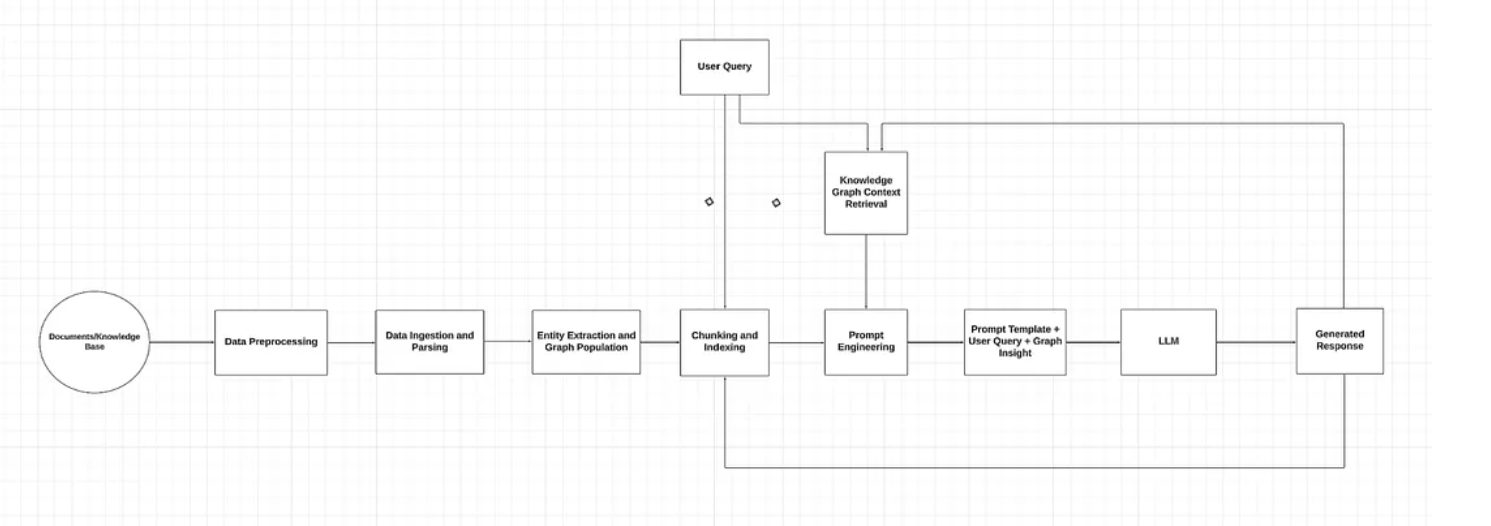 User Query
Knowledge
Graph Context
Retrieval
Documents/Knowledge
Base
Data Preprocessing
Data Ingestion and
Parsing
Entity Extraction and
Graph Population
Chunking and
Indexing
Prompt
Engineering
Prompt Template +
User Query + Graph
Insight
LLM
Generated
Response